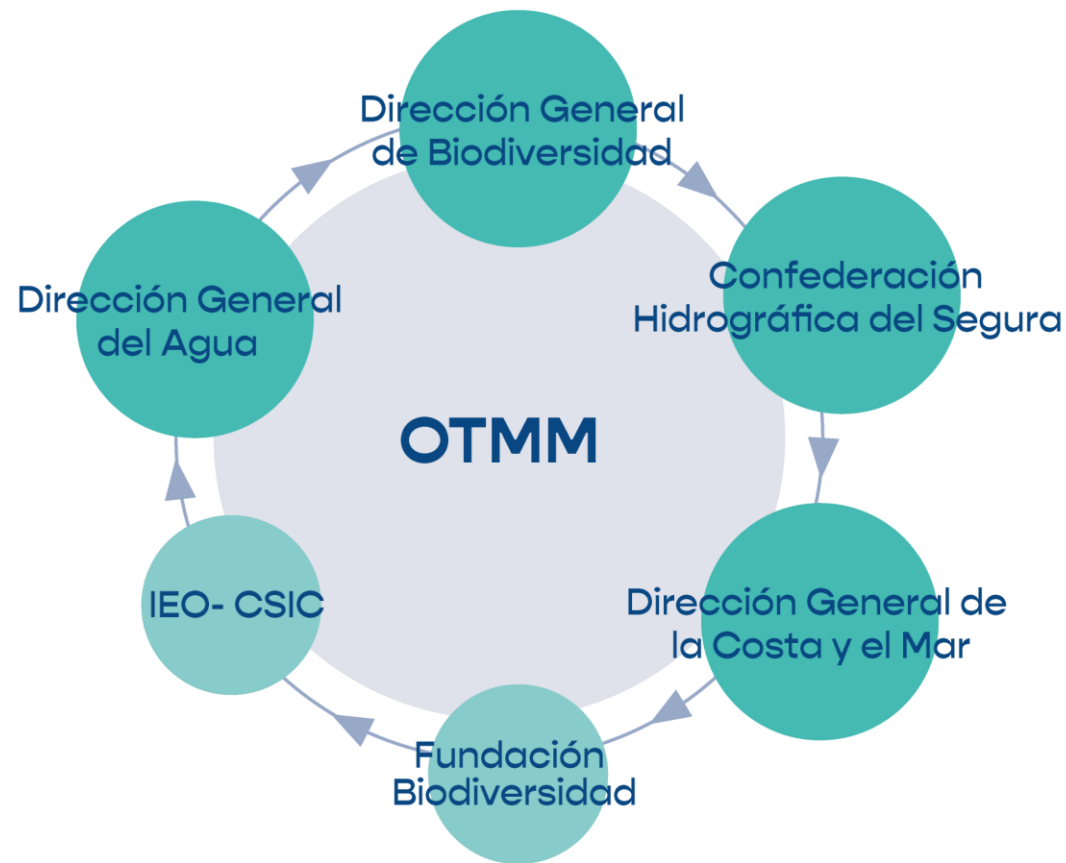 Dirección General
de Biodiversidad
Confederación
Hidrográfica del Segura
Dirección General
del Agua
OTMM
IEO- CSIC
Dirección General de
la Costa y el Mar
Fundación
Biodiversidad